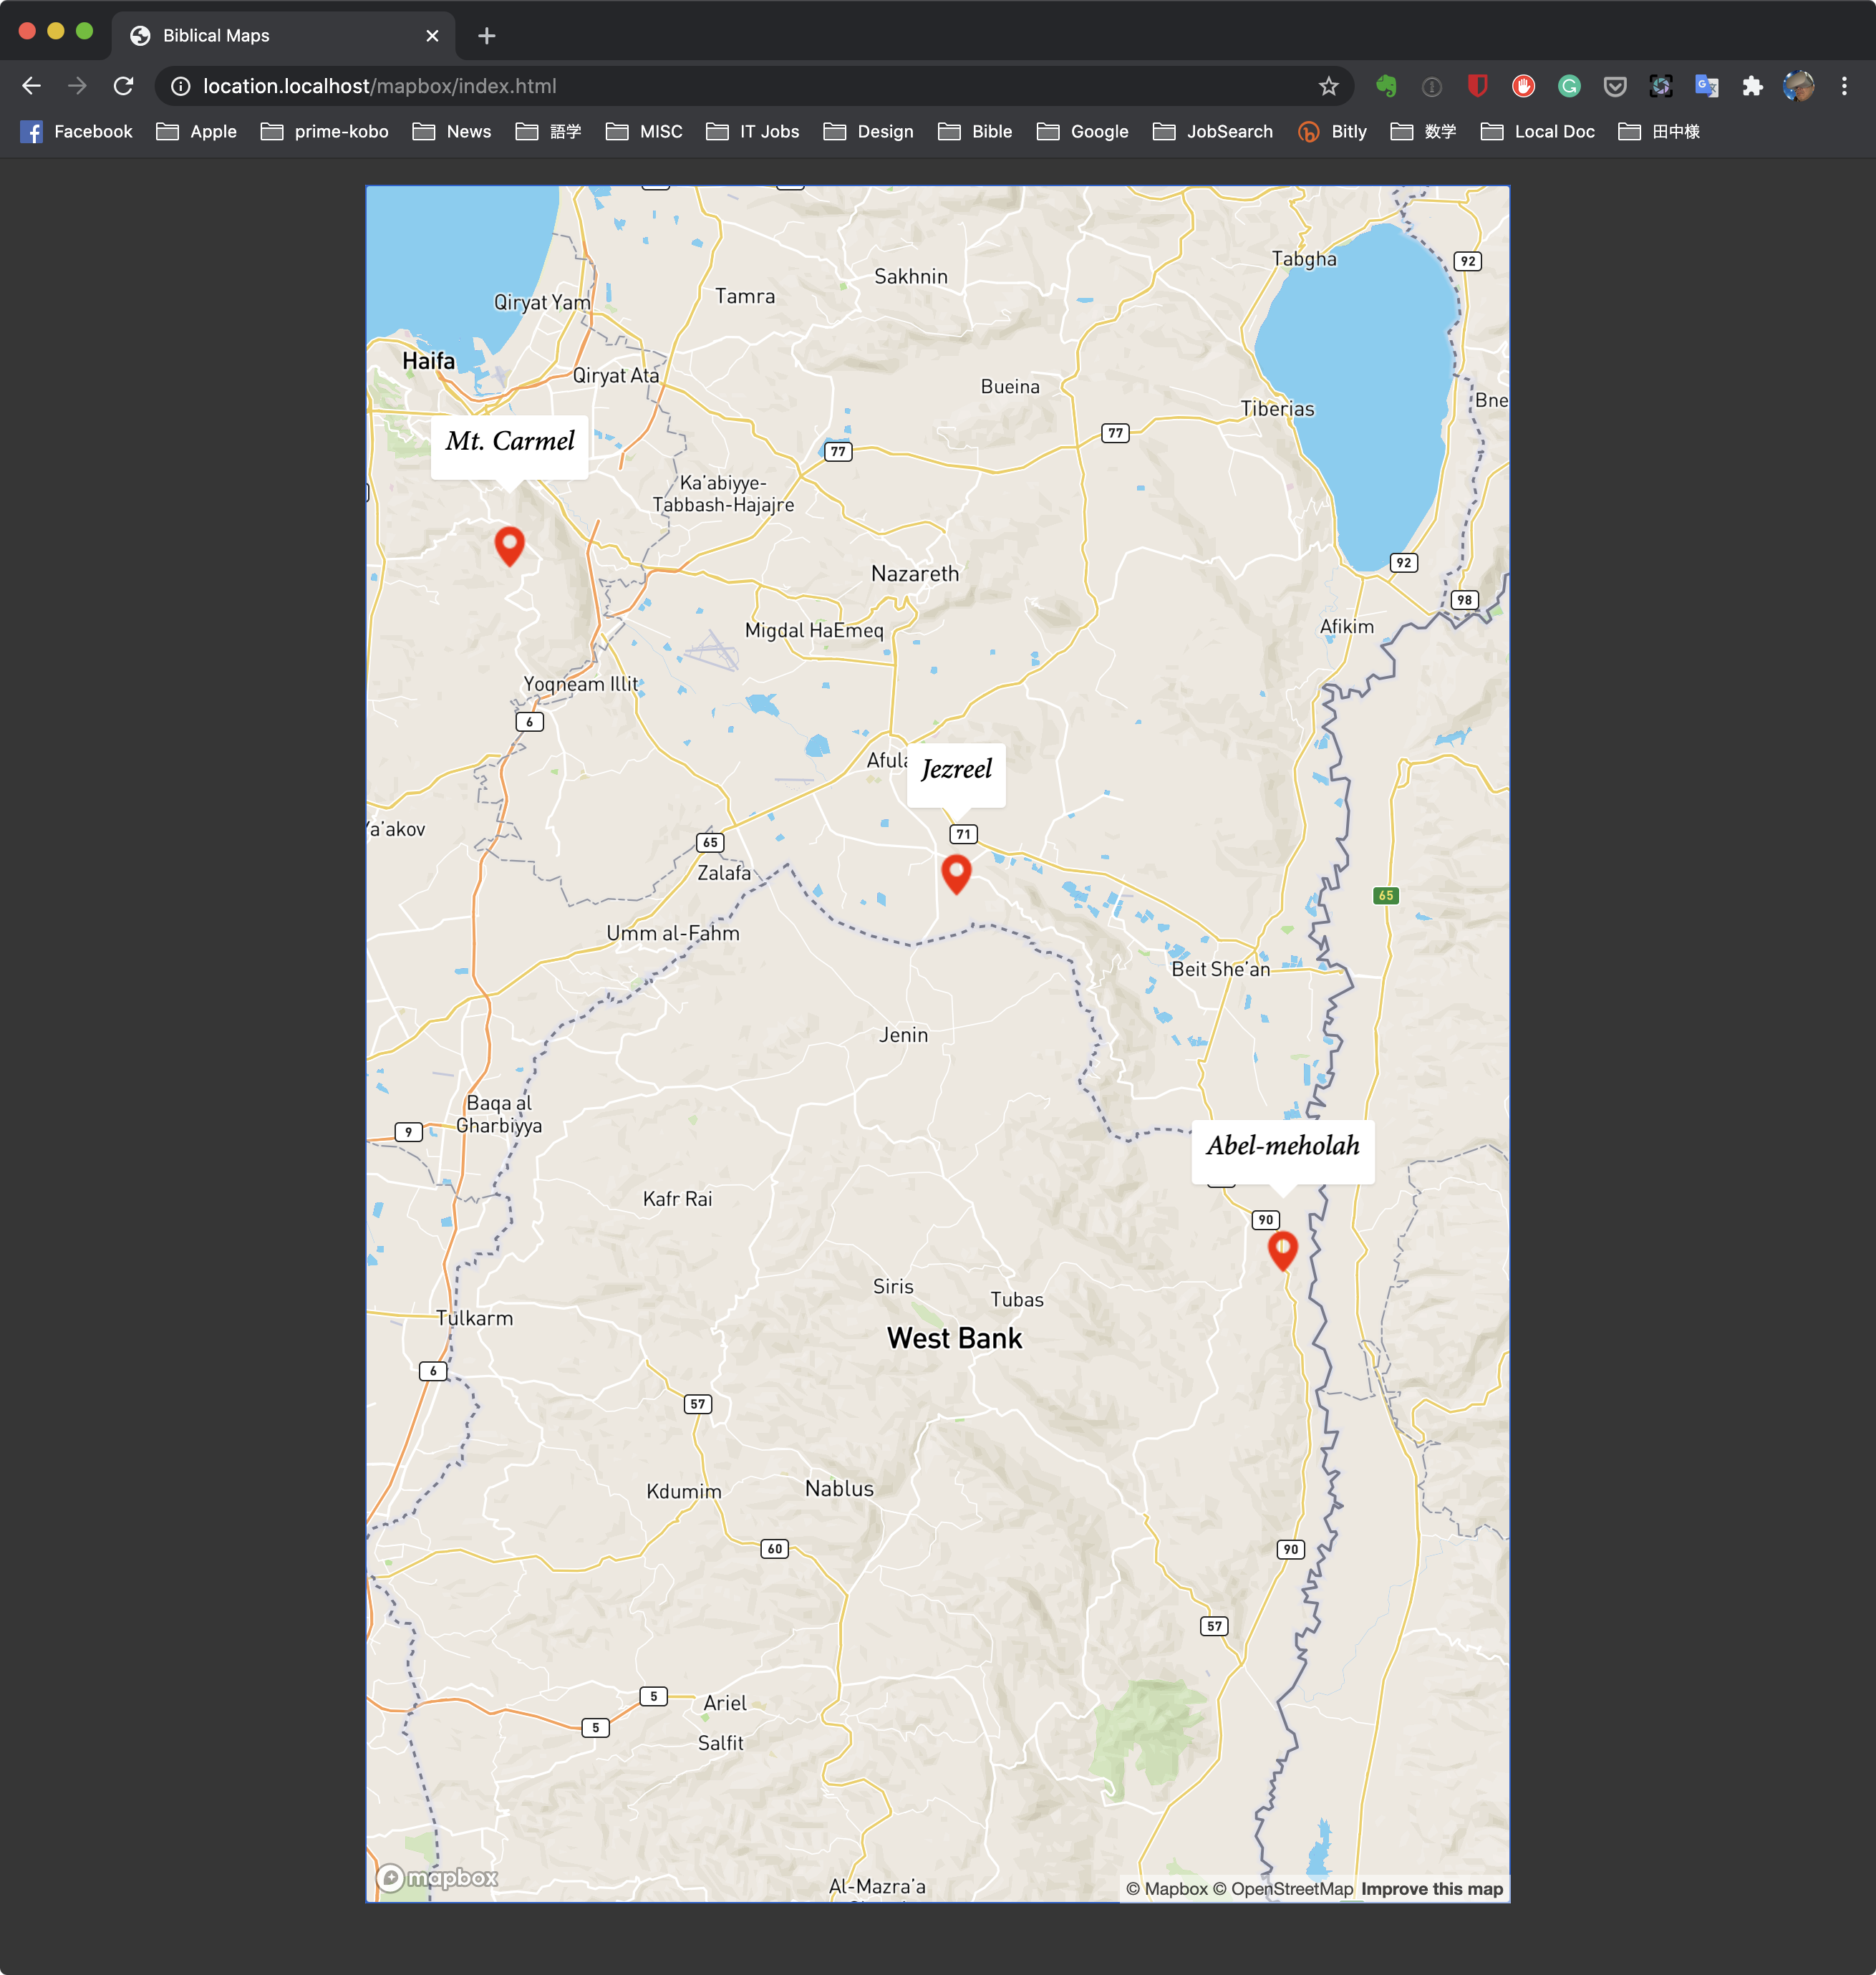 Biblical Maps
location.localhost/mapbox/index.html
Facebook Apple prime-kobo News 語学 MISC IT Jobs Design Bible Google JobSearch Bitly 数学 Local Doc 田中様
Tabgha
92
Sakhnin
Tamra
Qiryat Yam
Haifa
Qiryat Ata
Bueina
Bne
Tiberias
Mt. Carmel
77
77
Ka'abiyye-
Tabbash-Hajajre
92
Nazareth
98
Afikim
Migdal HaEmeq
Yoqneam Illit
6
Afula
Jezreel
Ya'akov
71
65
Zalafa
65
Umm al-Fahm
Beit She'an
Jenin
Baqa al
Gharbiyya
9
Abel-meholah
Kafr Rai
90
Siris
Tubas
Tulkarm
West Bank
6
57
Kdumim
Nablus
60
90
57
5
Ariel
5
Salfit
mapbox
Al-Mazra'a
© Mapbox © OpenStreetMap Improve this map